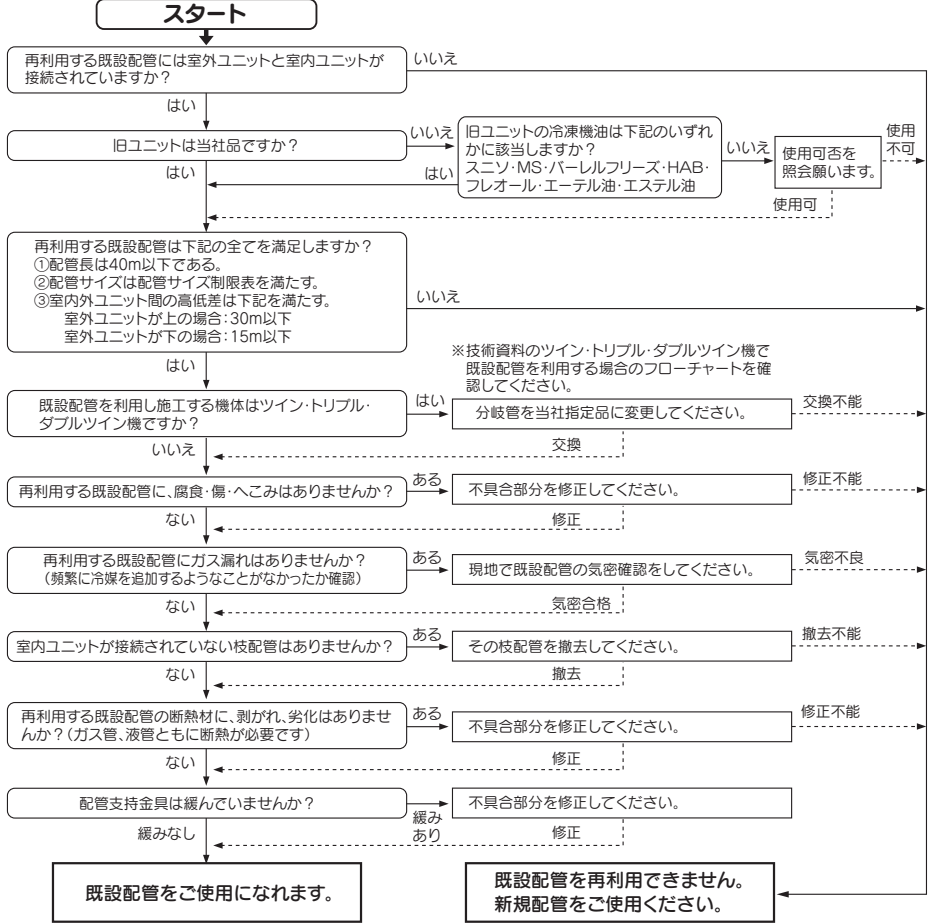 スタート
再利用する既設配管には室外ユニットと室内ユニットが
接続されていますか？
いいえ
はい
旧ユニットは当社品ですか？
いいえ
旧ユニットの冷凍機油は下記のいずれ
かに該当しますか？
スニソ・MS・バーレルフリーズ・HAB・
フレオール・エーテル油・エステル油
いいえ
使用可否を
照会願います。
使用
不可
はい
はい
使用可
再利用する既設配管は下記の全てを満足しますか？
①配管長は40m以下である。
②配管サイズは配管サイズ制限表を満たす。
③室内外ユニット間の高低差は下記を満たす。
室外ユニットが上の場合：30m以下
室外ユニットが下の場合：15m以下
いいえ
はい
※技術資料のツイン・トリプル・ダブルツイン機で
既設配管を利用する場合のフローチャートを確
認してください。
既設配管を利用し施工する機体はツイン・トリプル・
ダブルツイン機ですか？
はい
分岐管を当社指定品に変更してください。
交換不能
いいえ
交換
再利用する既設配管に、腐食・傷・へこみはありませんか？
ある
不具合部分を修正してください。
修正不能
ない
修正
再利用する既設配管にガス漏れはありませんか？
（頻繁に冷媒を追加するようなことがなかったか確認）
ある
現地で既設配管の気密確認をしてください。
気密不良
ない
気密合格
室内ユニットが接続されていない枝配管はありませんか？
ある
その枝配管を撤去してください。
撤去不能
ない
撤去
再利用する既設配管の断熱材に、剥がれ、劣化はありませ
んか？（ガス管、液管ともに断熱が必要です）
ある
不具合部分を修正してください。
修正不能
ない
修正
配管支持金具は緩んでいませんか？
緩み
あり
不具合部分を修正してください。
緩みなし
修正
既設配管をご使用になれます。
既設配管を再利用できません。
新規配管をご使用ください。